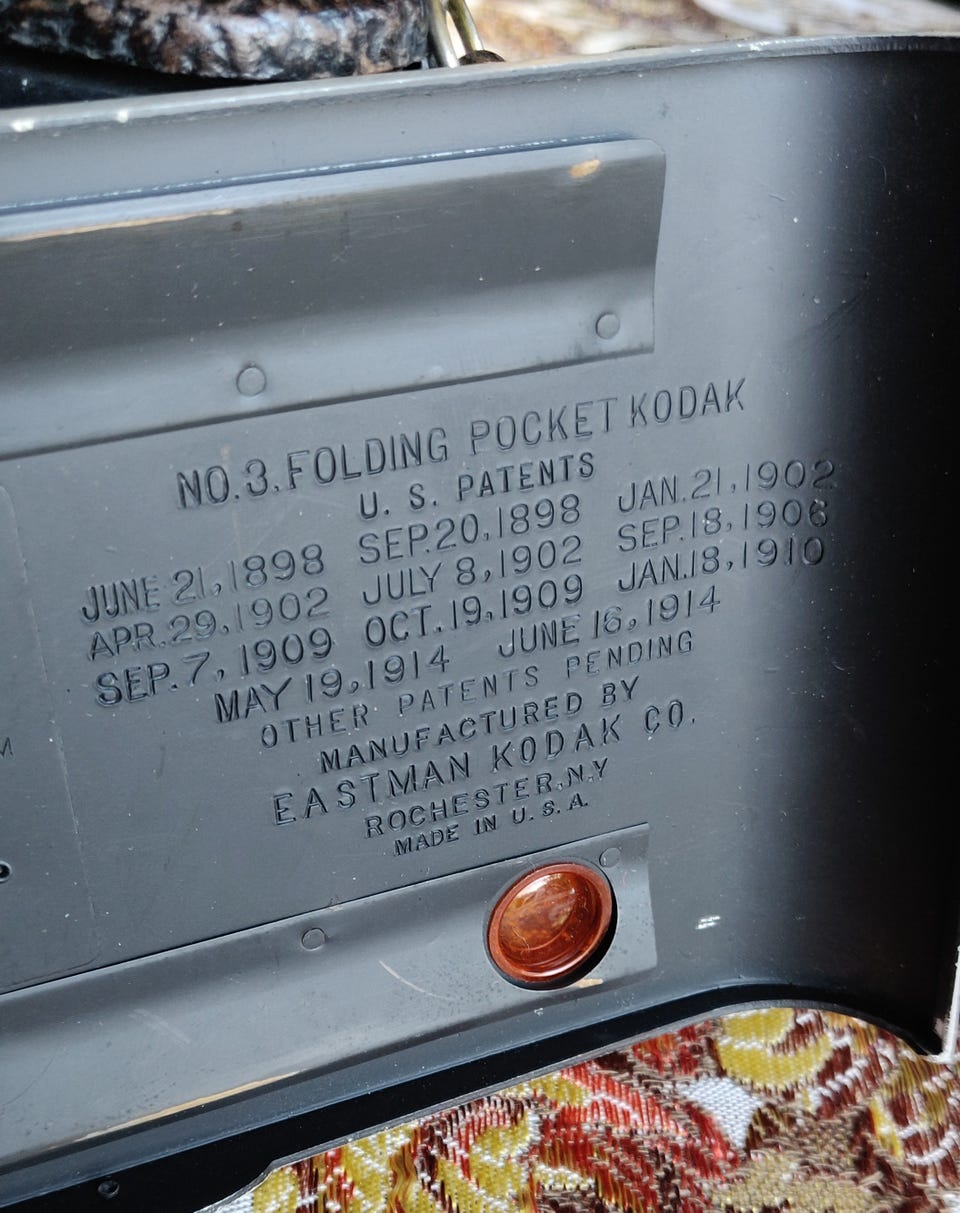 NO.3.FOLDING POCKET KODAK
U. S. PATENTS
JUNE 21,1898 SEP.20,1898 JAN.21,1902
APR.29,1902 JULY 8,1902 SEP.18,1906
SEP.7,1909 OCT.19,1909 JAN.18,1910
MAY 19,1914 JUNE 16,1914
OTHER PATENTS PENDING
MANUFACTURED BY
EASTMAN KODAK CO.
ROCHESTER,N.Y
MADE IN U.S.A.